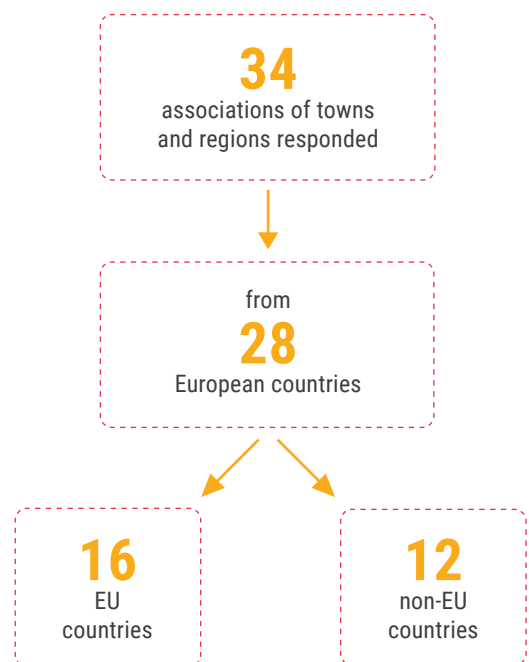 34
associations of towns
and regions responded
from
28
European countries
16
EU
countries
12
non-EU
countries